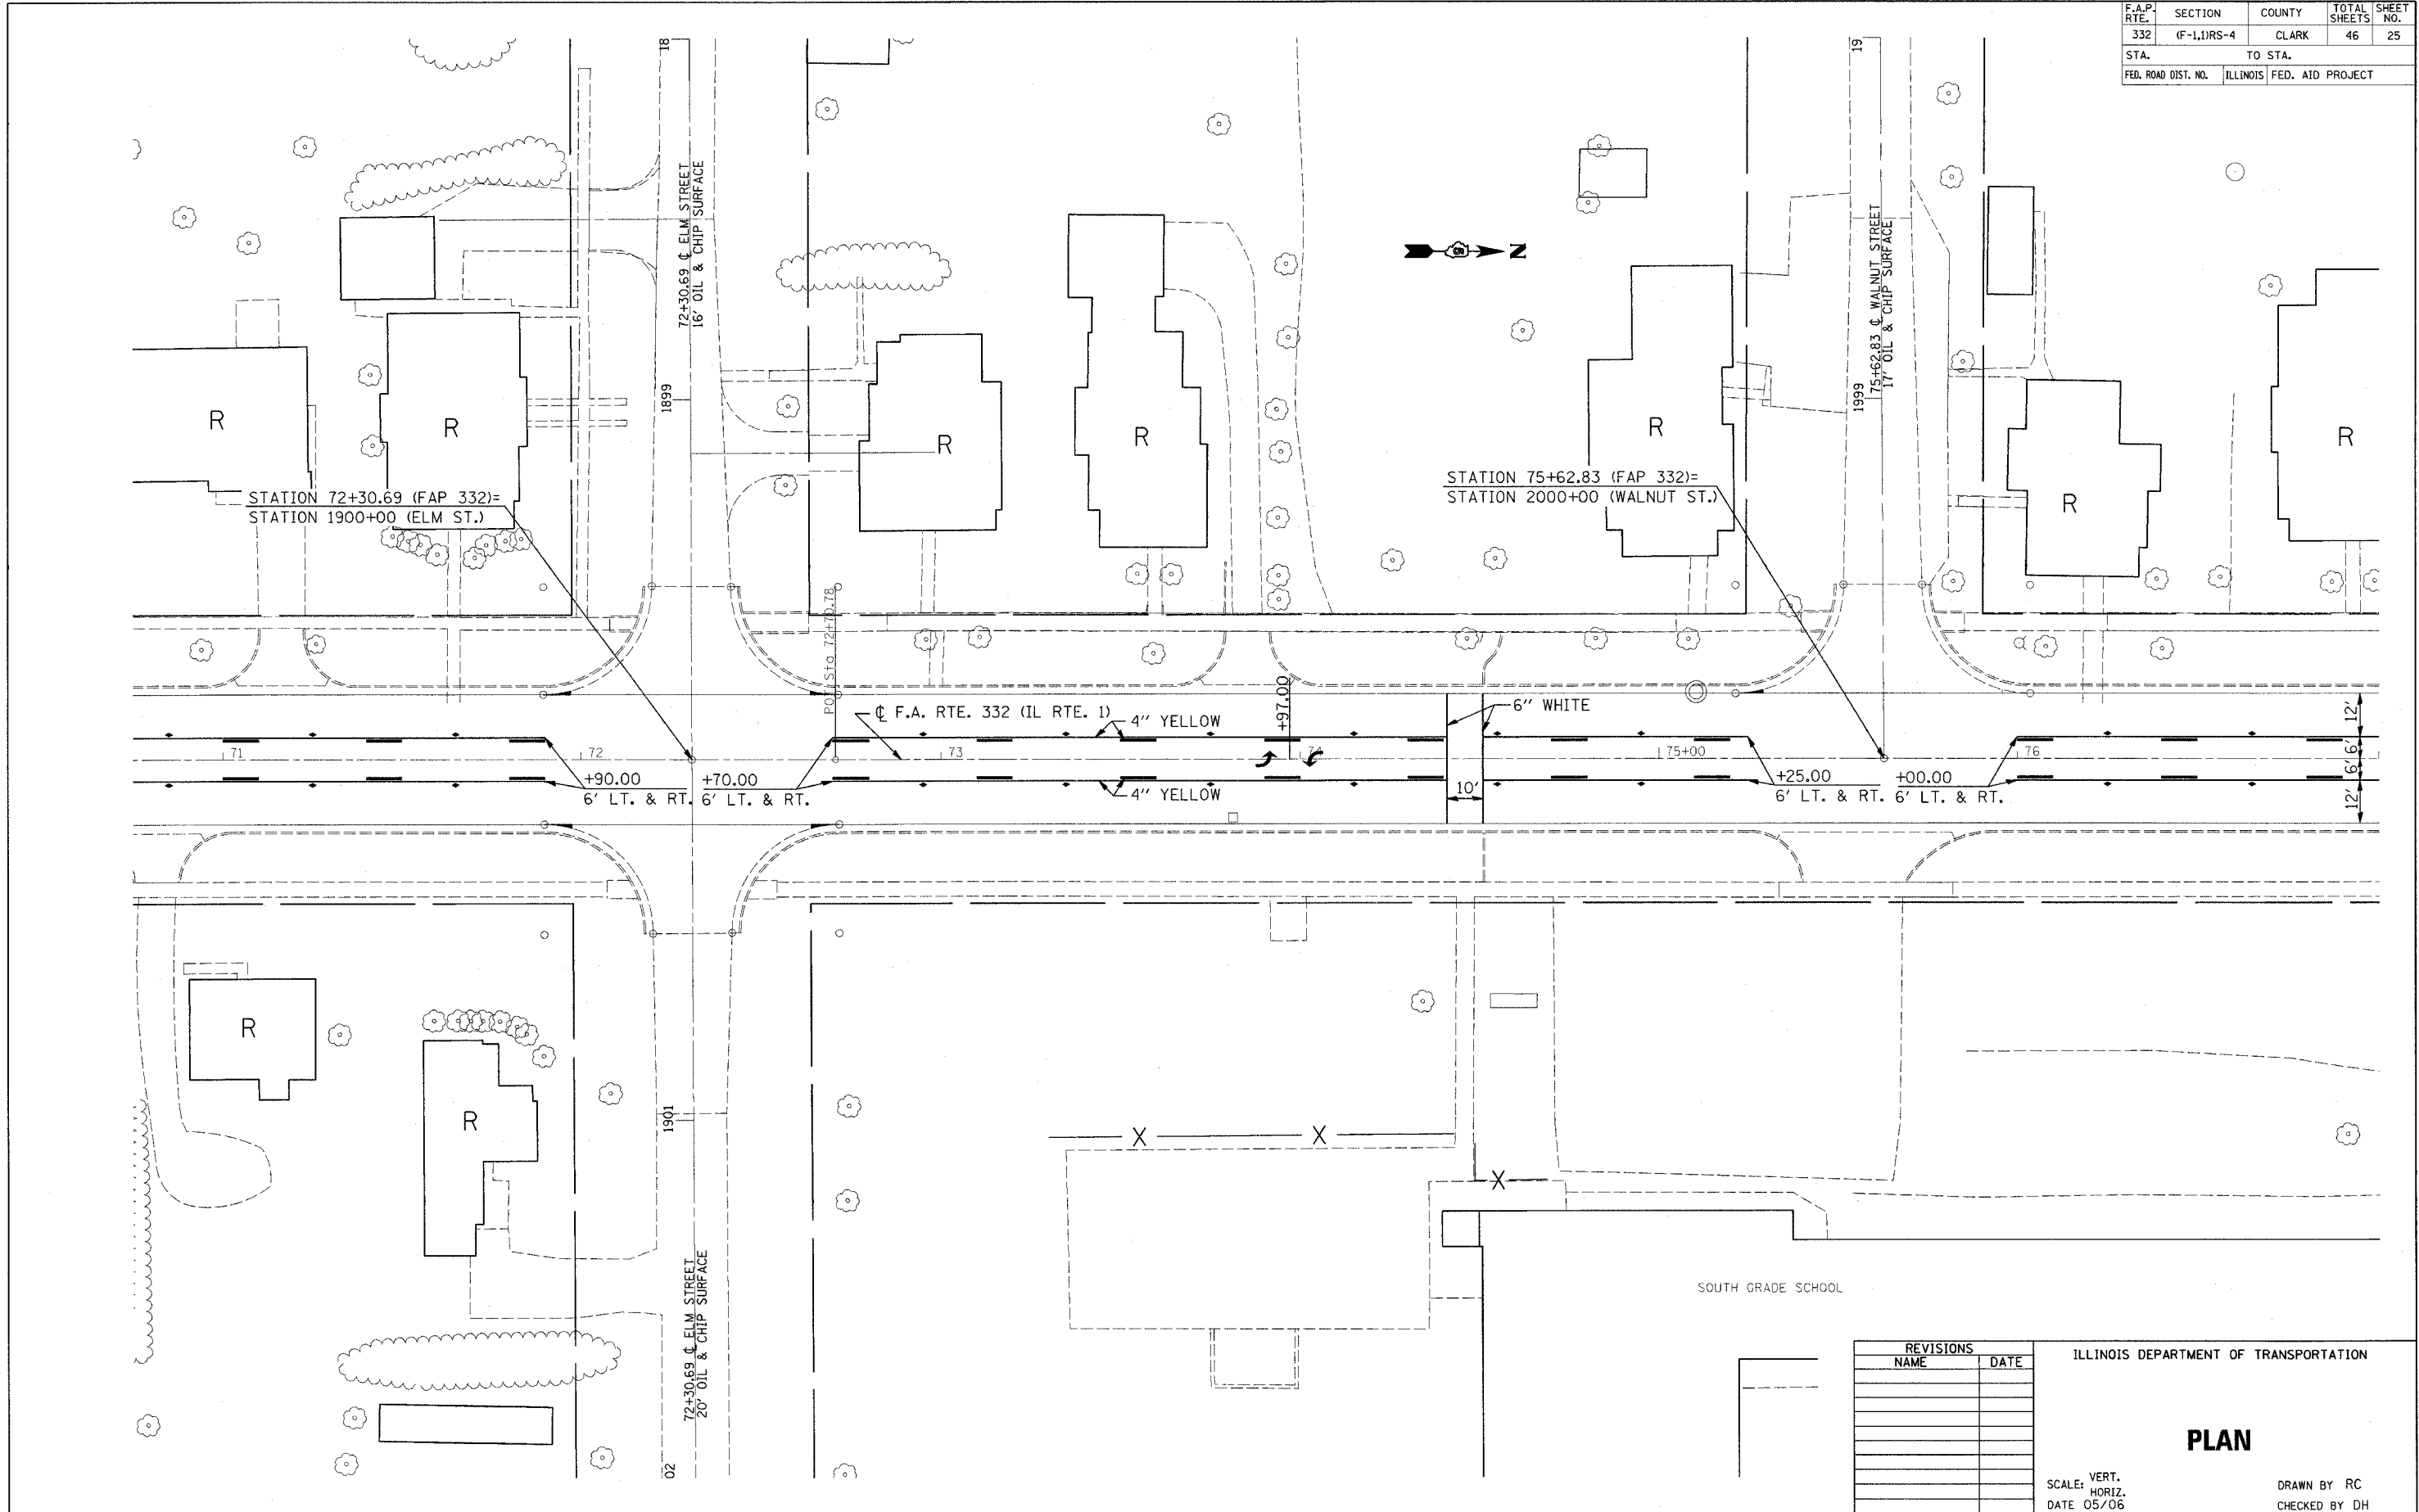 F.A.P. RTE. SECTION COUNTY TOTAL SHEETS SHEET NO.
332 (F-1,1)RS-4 CLARK 46 25
STA. TO STA.
FED. ROAD DIST. NO. ILLINOIS FED. AID PROJECT
18
19
72+30.69 ℄ ELM STREET
16' OIL & CHIP SURFACE
1899
N
75+62.83 ℄ WALNUT STREET
17' OIL & CHIP SURFACE
1999
R
R
R
R
R
R
R
STATION 72+30.69 (FAP 332)=
STATION 1900+00 (ELM ST.)
STATION 75+62.83 (FAP 332)=
STATION 2000+00 (WALNUT ST.)
POT Sta 72+70.78
℄ F.A. RTE. 332 (IL RTE. 1)
4" YELLOW
+97.00
6" WHITE
12'
6'
6'
12'
71
72
73
74
75+00
76
+90.00
6' LT. & RT.
+70.00
6' LT. & RT.
4" YELLOW
10'
+25.00
6' LT. & RT.
+00.00
6' LT. & RT.
R
R
1901
X
X
X
72+30.69 ℄ ELM STREET
20' OIL & CHIP SURFACE
02
SOUTH GRADE SCHOOL
REVISIONS
NAME DATE
ILLINOIS DEPARTMENT OF TRANSPORTATION
PLAN
SCALE: VERT.
HORIZ.
DATE 05/06
DRAWN BY RC
CHECKED BY DH